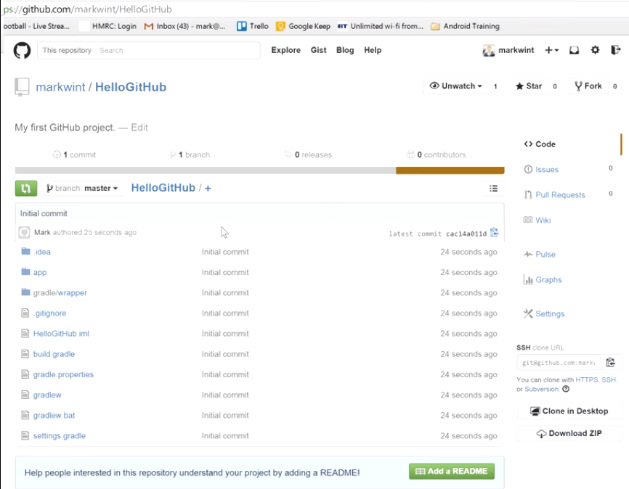 ps://github.com/markwint/HelloGitHub
ootball - Live Strea... HMRC: Login Inbox (43) - mark@... Trello Google Keep Unlimited wi-fi from... Android Training
This repository Search Explore Gist Blog Help markwint
markwint / HelloGitHub Unwatch 1 Star 0 Fork 0
My first GitHub project. — Edit
1 commit 1 branch 0 releases 0 contributors
branch: master HelloGitHub / +
Initial commit
Mark authored 25 seconds ago latest commit cac14a011d
.idea Initial commit 24 seconds ago
app Initial commit 24 seconds ago
gradle/wrapper Initial commit 24 seconds ago
.gitignore Initial commit 24 seconds ago
HelloGitHub iml Initial commit 24 seconds ago
build gradle Initial commit 24 seconds ago
gradle properties Initial commit 24 seconds ago
gradlew Initial commit 24 seconds ago
gradlew bat Initial commit 24 seconds ago
settings gradle Initial commit 24 seconds ago
Help people interested in this repository understand your project by adding a README! Add a README
Code
Issues 0
Pull Requests 0
Wiki
Pulse
Graphs
Settings
SSH clone URL
git@github.com:mark
You can clone with HTTPS, SSH,
or Subversion.
Clone in Desktop
Download ZIP